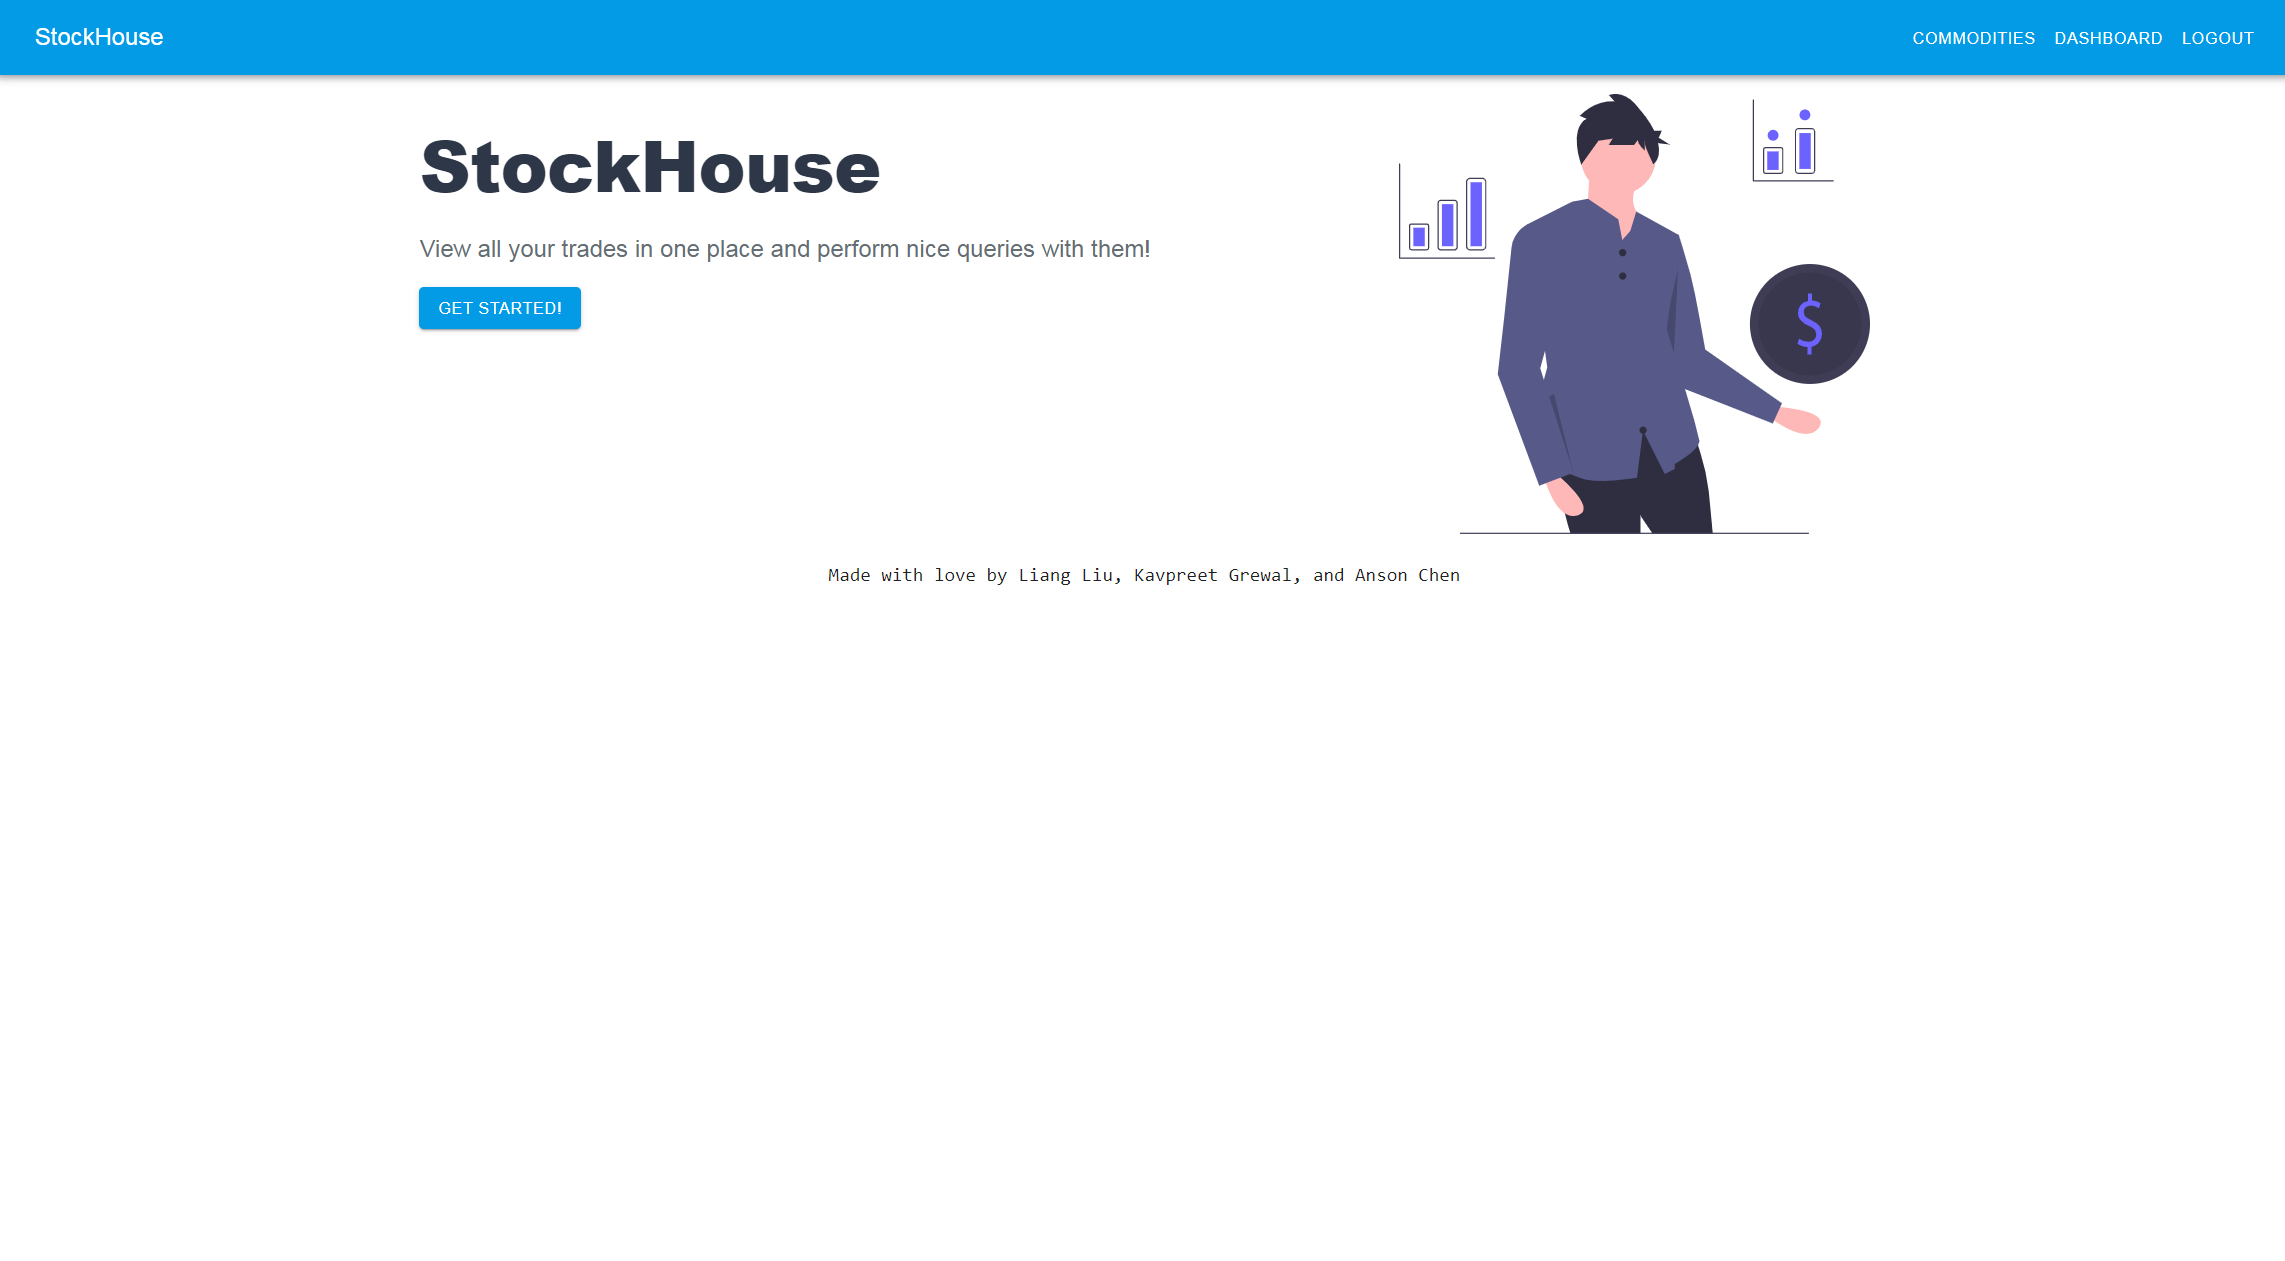 StockHouse
COMMODITIES DASHBOARD LOGOUT
StockHouse
View all your trades in one place and perform nice queries with them!
GET STARTED!
$
Made with love by Liang Liu, Kavpreet Grewal, and Anson Chen